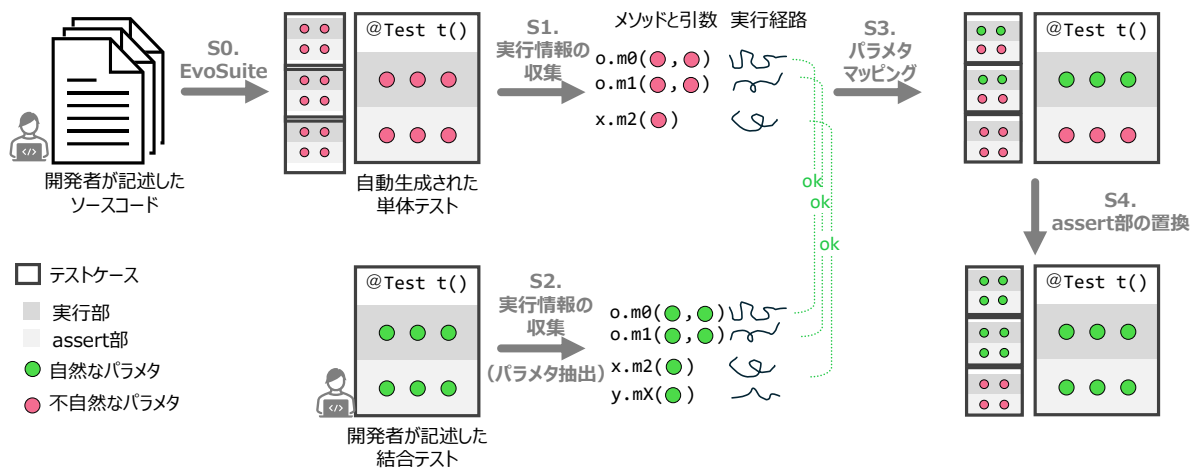 S0.
EvoSuite
開発者が記述した
ソースコード
@Test t()
自動生成された
単体テスト
S1.
実行情報の
収集
メソッドと引数 実行経路
o.m0( , )
o.m1( , )
x.m2( )
S3.
パラメタ
マッピング
ok
ok
ok
@Test t()
S4.
assert部の置換
テストケース
実行部
assert部
自然なパラメタ
不自然なパラメタ
@Test t()
開発者が記述した
結合テスト
S2.
実行情報の
収集
(パラメタ抽出)
o.m0( , )
o.m1( , )
x.m2( )
y.mX( )
@Test t()